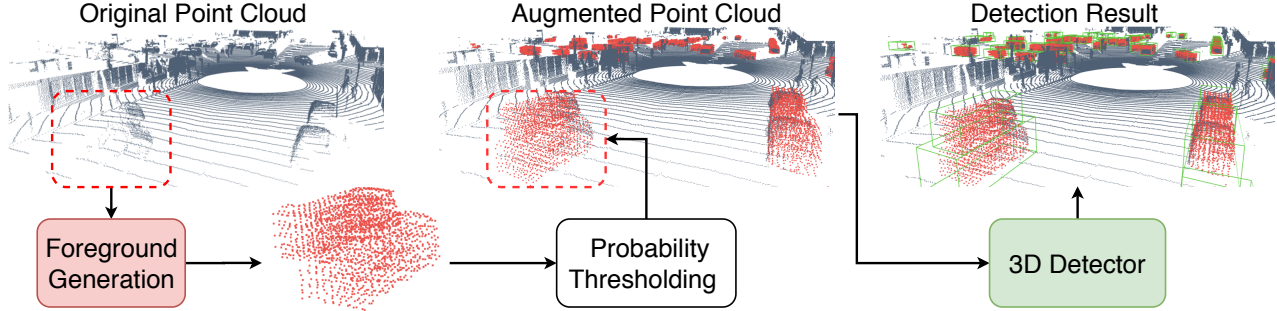 Original Point Cloud
Augmented Point Cloud
Detection Result
Foreground
Generation
Probability
Thresholding
3D Detector